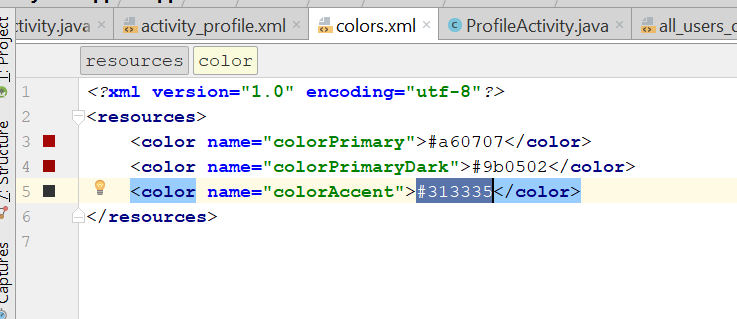 ctivity.java activity_profile.xml colors.xml ProfileActivity.java all_users_
resources color
1 <?xml version="1.0" encoding="utf-8"?>
2 <resources>
3 <color name="colorPrimary">#a60707</color>
4 <color name="colorPrimaryDark">#9b0502</color>
5 <color name="colorAccent">#313335</color>
6 </resources>
7
1: Project
7: Structure
Captures